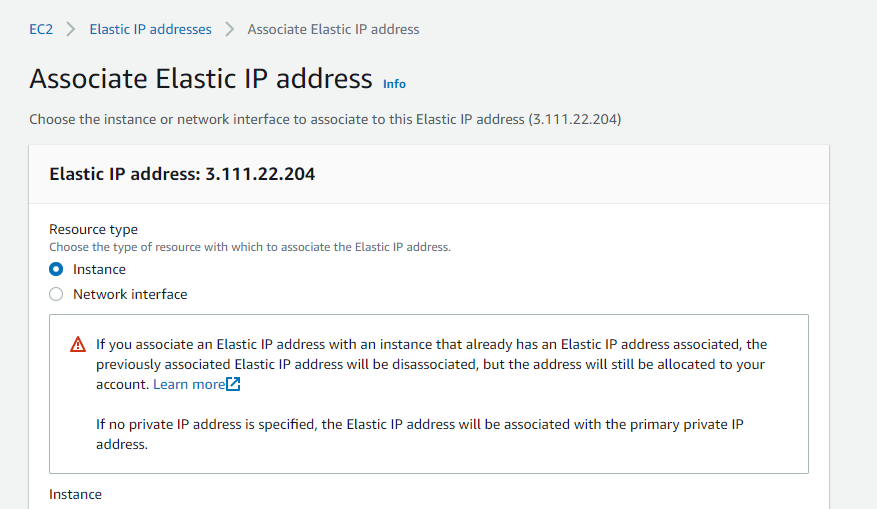 EC2 > Elastic IP addresses > Associate Elastic IP address
Associate Elastic IP address Info
Choose the instance or network interface to associate to this Elastic IP address (3.111.22.204)
Elastic IP address: 3.111.22.204
Resource type
Choose the type of resource with which to associate the Elastic IP address.
Instance
Network interface
If you associate an Elastic IP address with an instance that already has an Elastic IP address associated, the
previously associated Elastic IP address will be disassociated, but the address will still be allocated to your
account. Learn more
If no private IP address is specified, the Elastic IP address will be associated with the primary private IP
address.
Instance